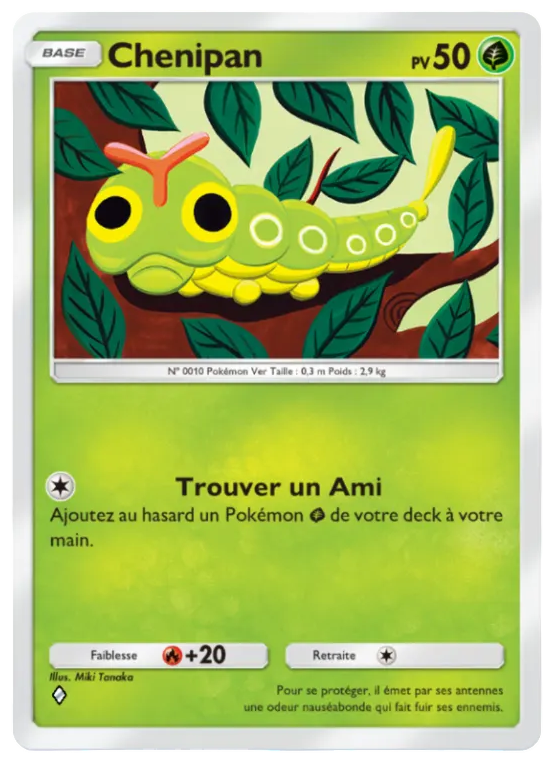 BASE Chenipan PV 50
N° 0010 Pokémon Ver Taille : 0,3 m Poids : 2,9 kg
Trouver un Ami
Ajoutez au hasard un Pokémon de votre deck à votre
main.
Faiblesse +20 Retraite
Illus. Miki Tanaka
Pour se protéger, il émet par ses antennes
une odeur nauséabonde qui fait fuir ses ennemis.